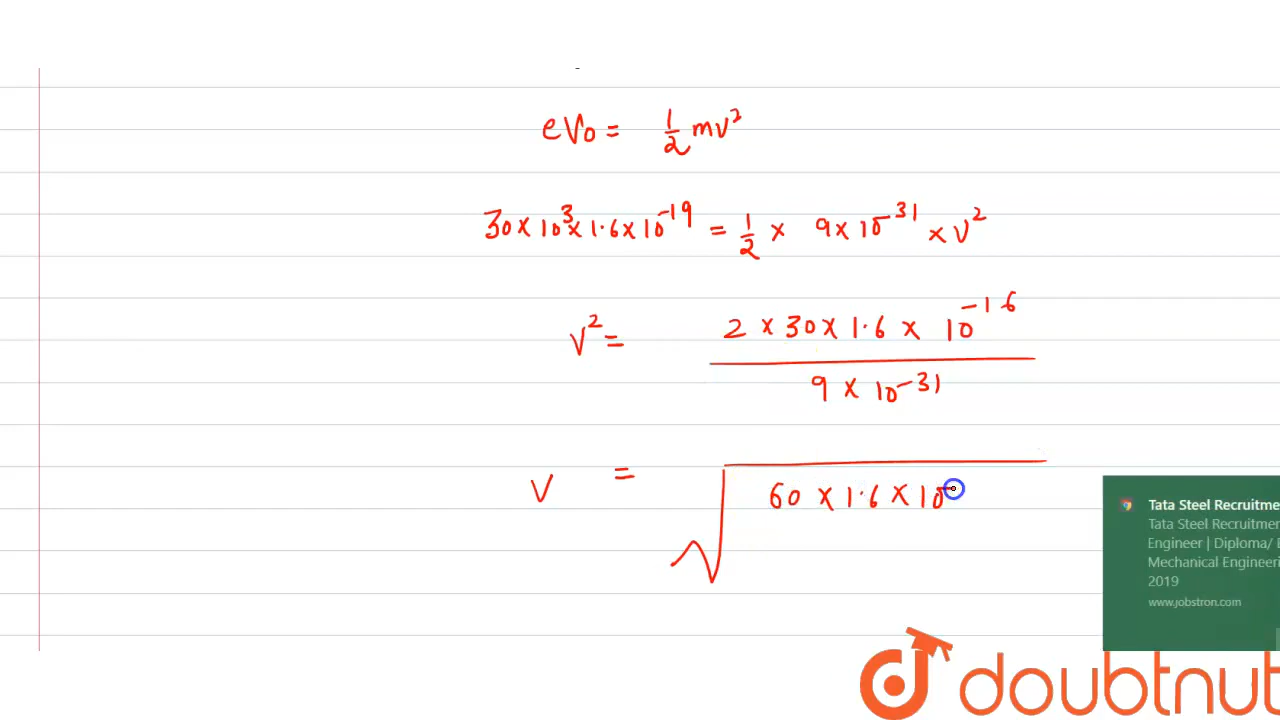 eV₀ = 1/2 mv²
30 × 10³ × 1.6 × 10⁻¹⁹ = 1/2 × 9 × 10⁻³¹ × v²
v² = 2 × 30 × 1.6 × 10⁻¹⁶ / 9 × 10⁻³¹
v = √60 × 1.6 × 10⁻
Tata Steel Recruitme
Tata Steel Recruitmen
Engineer | Diploma/
Mechanical Engineeri
2019
www.jobstron.com
doubtnut